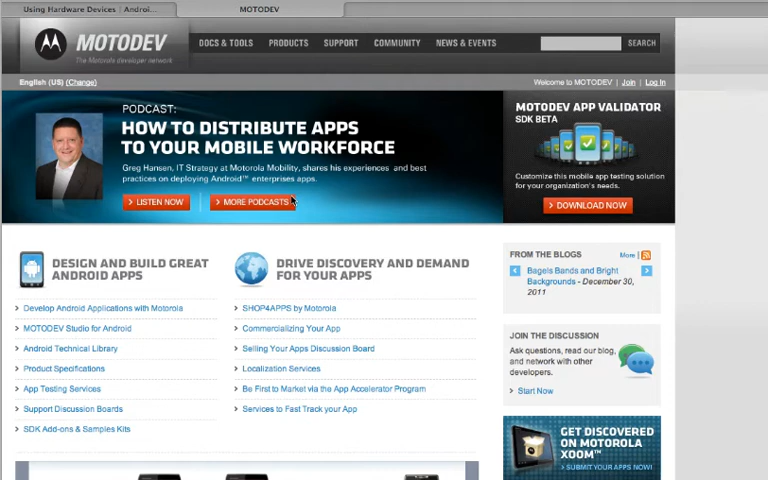 Using Hardware Devices | Androi...
MOTODEV
MOTODEV
The Motorola developer network
DOCS & TOOLS
PRODUCTS
SUPPORT
COMMUNITY
NEWS & EVENTS
SEARCH
English (US) (Change)
Welcome to MOTODEV | Join | Log In
PODCAST:
HOW TO DISTRIBUTE APPS
TO YOUR MOBILE WORKFORCE
Greg Hansen, IT Strategy at Motorola Mobility, shares his experiences and best
practices on deploying Android™ enterprises apps.
> LISTEN NOW
> MORE PODCASTS
MOTODEV APP VALIDATOR
SDK BETA
Customize this mobile app testing solution
for your organization's needs.
> DOWNLOAD NOW
DESIGN AND BUILD GREAT
ANDROID APPS
> Develop Android Applications with Motorola
> MOTODEV Studio for Android
> Android Technical Library
> Product Specifications
> App Testing Services
> Support Discussion Boards
> SDK Add-ons & Samples Kits
DRIVE DISCOVERY AND DEMAND
FOR YOUR APPS
> SHOP4APPS by Motorola
> Commercializing Your App
> Selling Your Apps Discussion Board
> Localization Services
> Be First to Market via the App Accelerator Program
> Services to Fast Track your App
FROM THE BLOGS
More |
Bagels Bands and Bright
Backgrounds - December 30,
2011
JOIN THE DISCUSSION
Ask questions, read our blog,
and network with other
developers.
> Start Now
GET DISCOVERED
ON MOTOROLA
XOOM™
> SUBMIT YOUR APPS NOW!